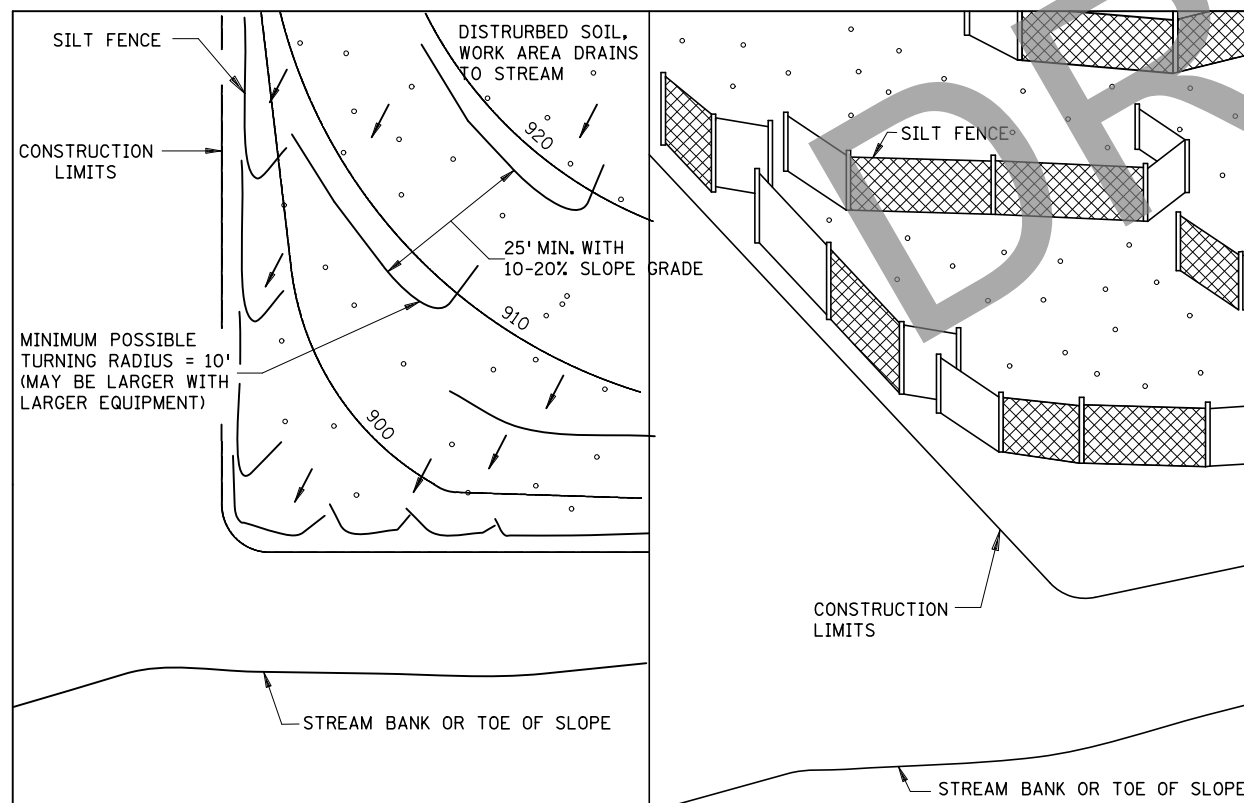 SILT FENCE
DISTRURBED SOIL,
WORK AREA DRAINS
TO STREAM
920
CONSTRUCTION
LIMITS
25' MIN. WITH
10-20% SLOPE GRADE
910
MINIMUM POSSIBLE
TURNING RADIUS = 10'
(MAY BE LARGER WITH
LARGER EQUIPMENT)
900
STREAM BANK OR TOE OF SLOPE
SILT FENCE
CONSTRUCTION
LIMITS
STREAM BANK OR TOE OF SLOPE
DR